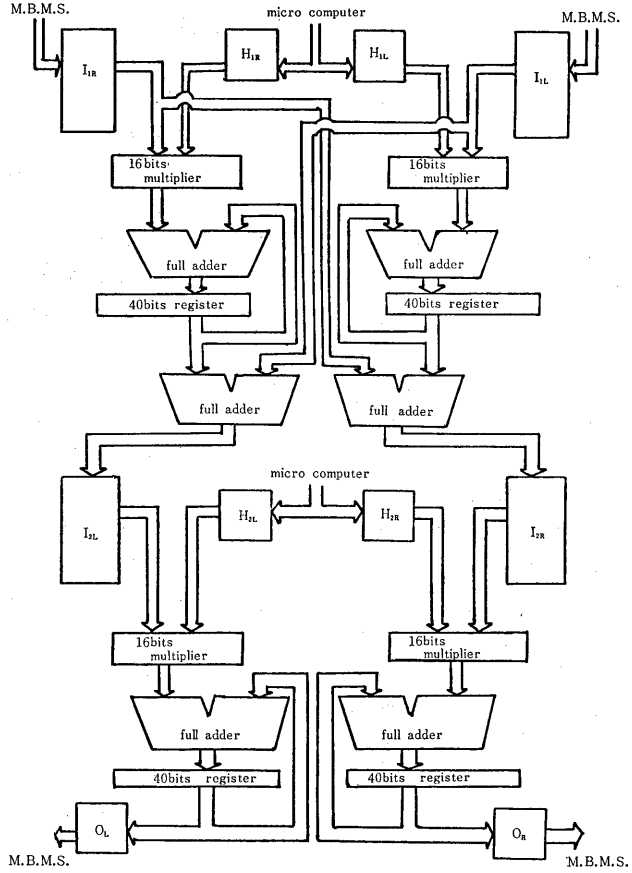 M.B.M.S.
micro computer
M.B.M.S.
I1R
H1R
H1L
I1L
16bits
multiplier
16bits
multiplier
full adder
full adder
40bits register
40bits register
full adder
full adder
micro computer
I2L
H2L
H2R
I2R
16bits
multiplier
16bits
multiplier
full adder
full adder
40bits register
40bits register
OL
OR
M.B.M.S.
M.B.M.S.